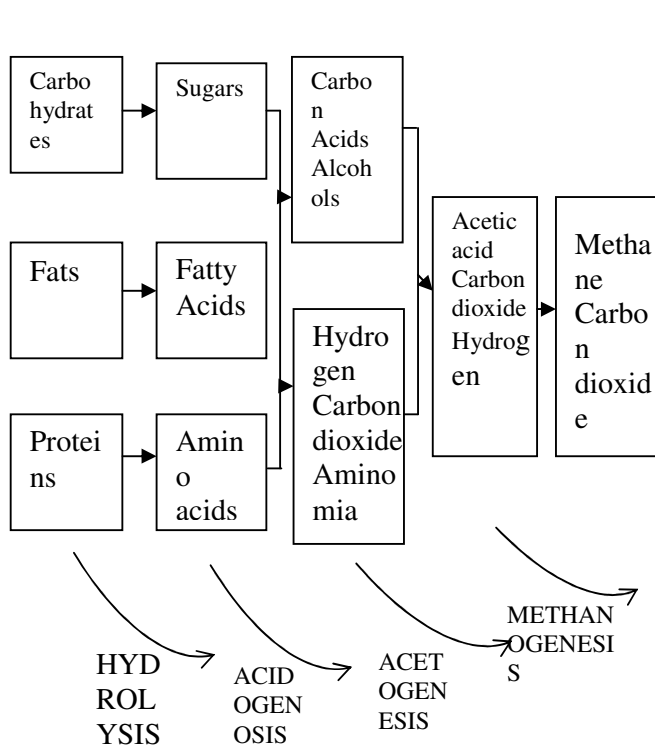 Carbo
hydrat
es
Sugars
Carbo
n
Acids
Alcoh
ols
Fats
Fatty
Acids
Hydro
gen
Carbon
dioxide
Amino
mia
Acetic
acid
Carbon
dioxide
Hydrog
en
Metha
ne
Carbo
n
dioxid
e
Protei
ns
Amin
o
acids
HYD
ROL
YSIS
ACID
OGEN
OSIS
ACET
OGEN
ESIS
METHAN
OGENESI
S